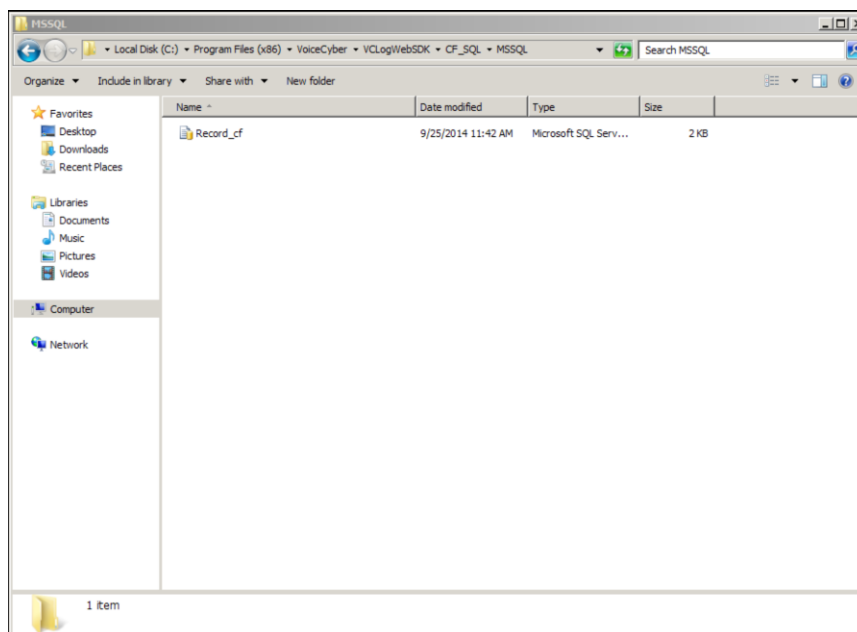 MSSQL
Local Disk (C:) Program Files (x86) VoiceCyber VCLogWebSDK CF_SQL MSSQL Search MSSQL
Organize Include in library Share with New folder
Name Date modified Type Size
Record_cf 9/25/2014 11:42 AM Microsoft SQL Serv... 2 KB
Favorites
Desktop
Downloads
Recent Places
Libraries
Documents
Music
Pictures
Videos
Computer
Network
1 item